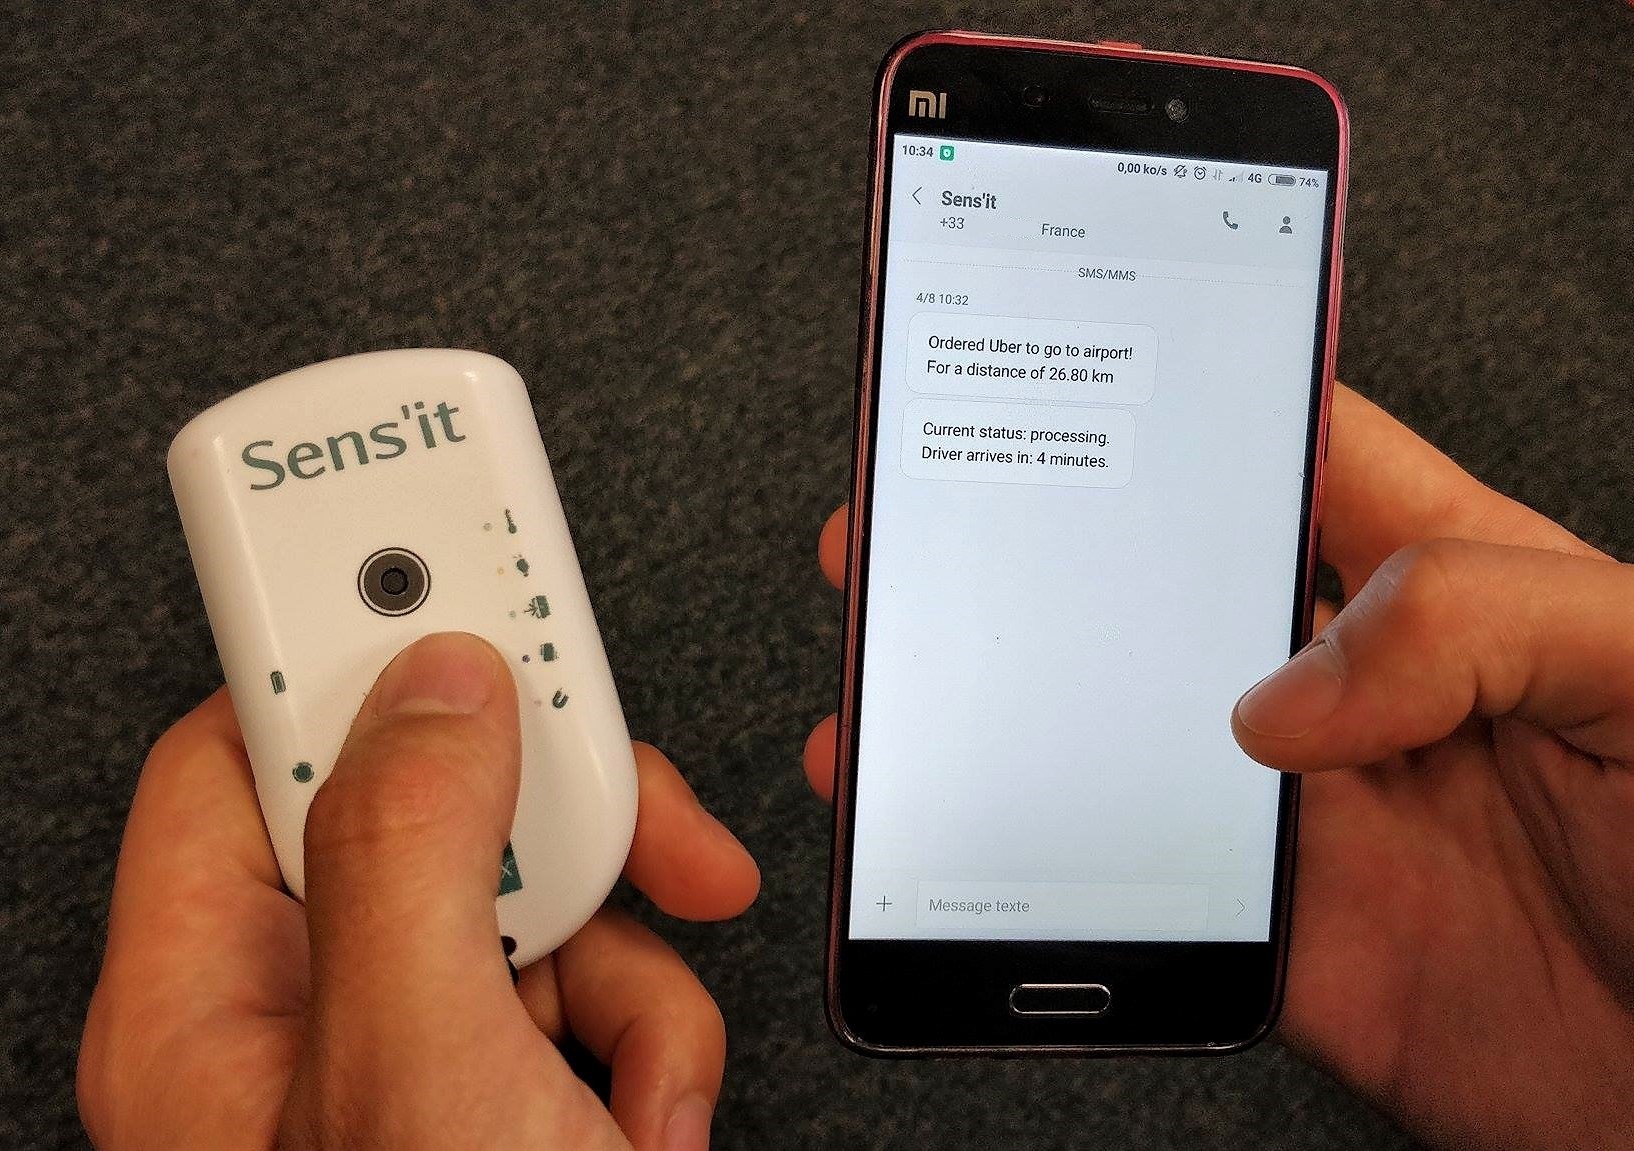 Sens'it
mi
10:34
0,00 ko/s 4G 74%
Sens'it
+33 France
SMS/MMS
4/8 10:32
Ordered Uber to go to airport!
For a distance of 26.80 km
Current status: processing.
Driver arrives in: 4 minutes.
Message texte